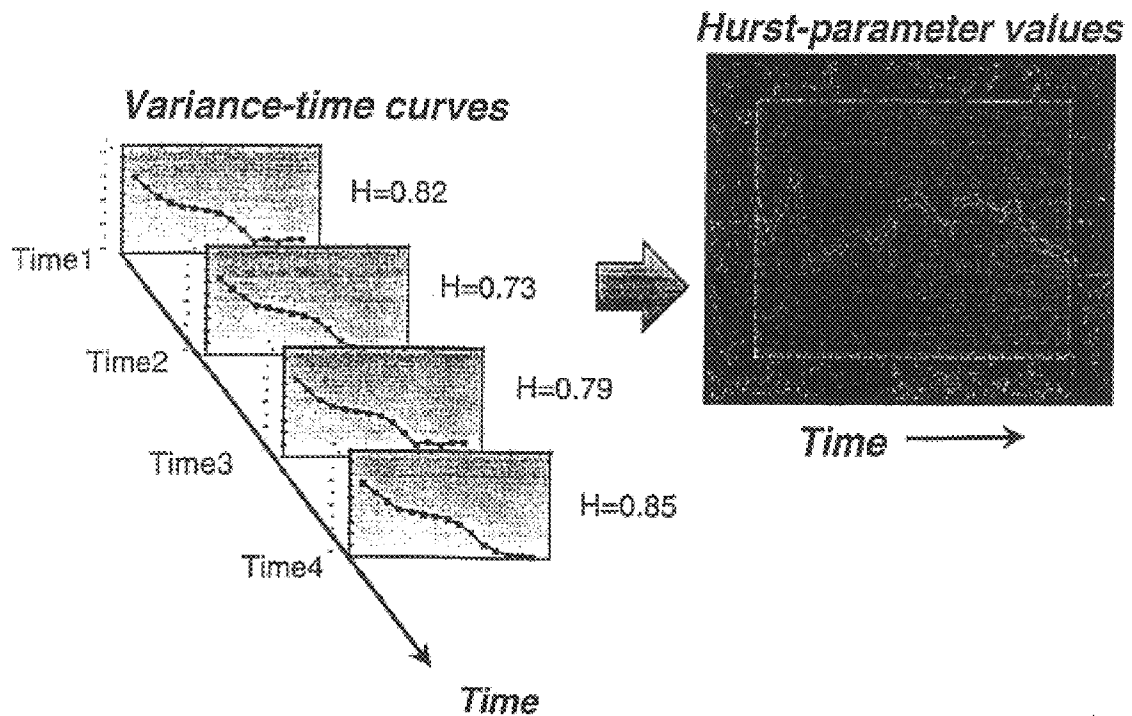 Hurst-parameter values
Variance-time curves
H=0.82
Time1
H=0.73
Time2
H=0.79
Time3
H=0.85
Time4
Time
Time